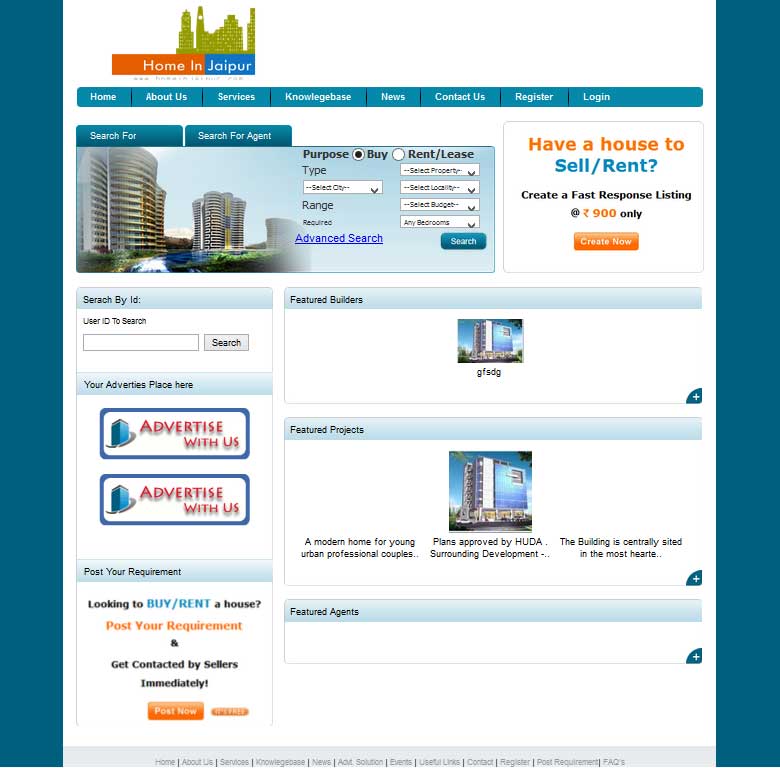 Home In Jaipur
www.homeinjaipur.com
Home About Us Services Knowlegebase News Contact Us Register Login
Search For Search For Agent
Purpose Buy Rent/Lease
Type --Select Property--
--Select City-- --Select Locality--
Range --Select Budget--
Required Any Bedrooms
Advanced Search Search
Have a house to
Sell/Rent?
Create a Fast Response Listing
@ ₹ 900 only
Create Now
Serach By Id:
User ID To Search
Search
Your Adverties Place here
ADVERTISE
WITH US
ADVERTISE
WITH US
Post Your Requirement
Looking to BUY/RENT a house?
Post Your Requirement
&
Get Contacted by Sellers
Immediately!
Post Now IT'S FREE
Featured Builders
gfsdg
+
Featured Projects
A modern home for young
urban professional couples..
Plans approved by HUDA .
Surrounding Development -..
The Building is centrally sited
in the most hearte..
+
Featured Agents
+
Home | About Us | Services | Knowlegebase | News | Advt. Solution | Events | Useful Links | Contact | Register | Post Requirement| FAQ's